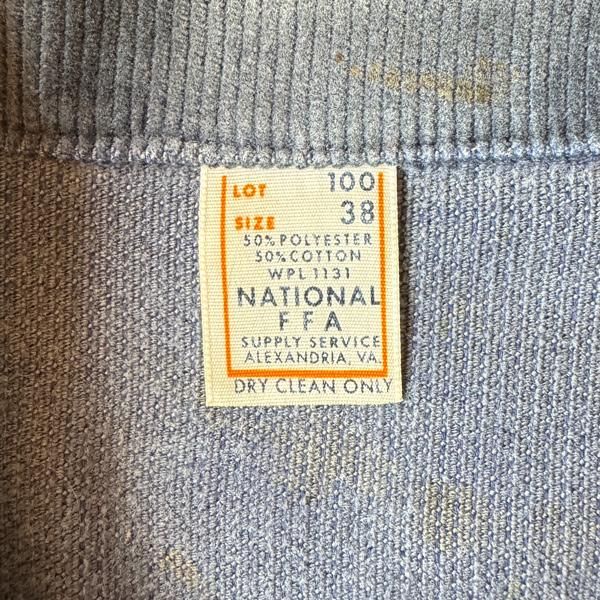 LOT 100
SIZE 38
50% POLYESTER
50% COTTON
WPL 1131
NATIONAL
FFA
SUPPLY SERVICE
ALEXANDRIA, VA.
DRY CLEAN ONLY